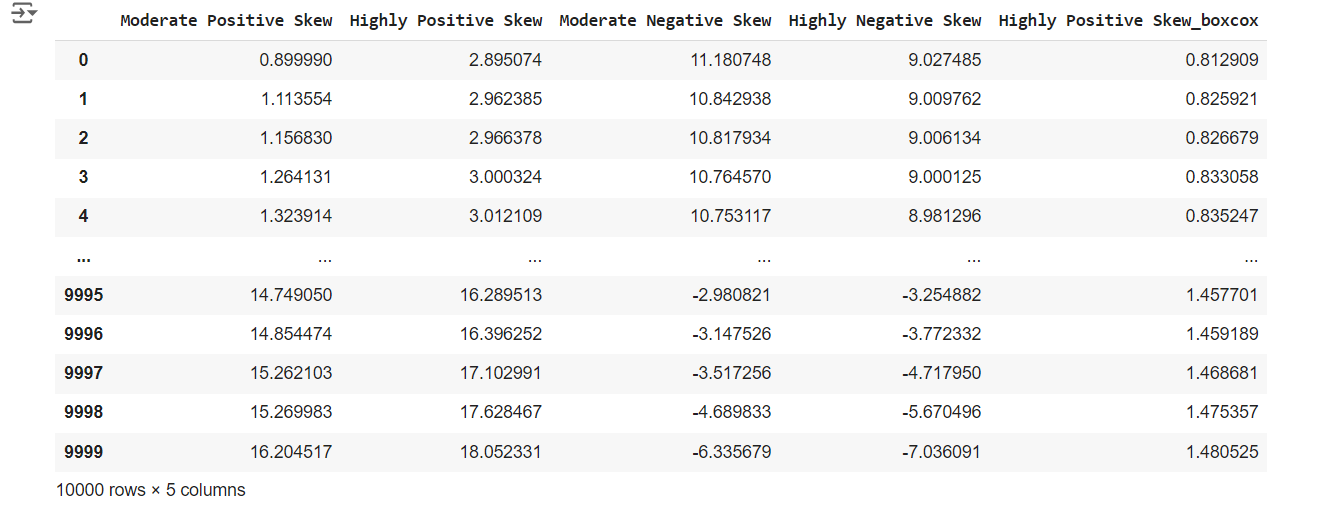 Moderate Positive Skew Highly Positive Skew Moderate Negative Skew Highly Negative Skew Highly Positive Skew_boxcox
0 0.899990 2.895074 11.180748 9.027485 0.812909
1 1.113554 2.962385 10.842938 9.009762 0.825921
2 1.156830 2.966378 10.817934 9.006134 0.826679
3 1.264131 3.000324 10.764570 9.000125 0.833058
4 1.323914 3.012109 10.753117 8.981296 0.835247
... ... ... ... ... ...
9995 14.749050 16.289513 -2.980821 -3.254882 1.457701
9996 14.854474 16.396252 -3.147526 -3.772332 1.459189
9997 15.262103 17.102991 -3.517256 -4.717950 1.468681
9998 15.269983 17.628467 -4.689833 -5.670496 1.475357
9999 16.204517 18.052331 -6.335679 -7.036091 1.480525
10000 rows × 5 columns